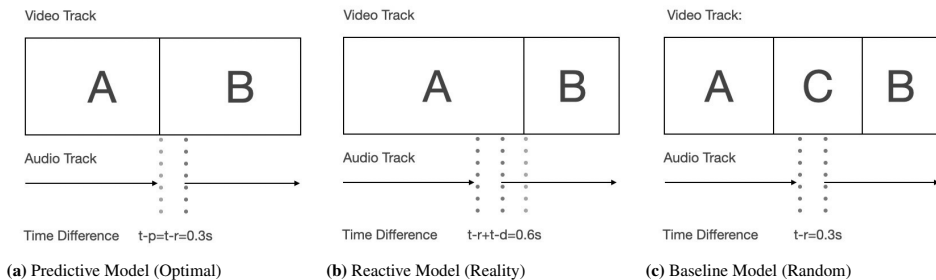 Video Track
A B
Audio Track
Time Difference t-p=t-r=0.3s
(a) Predictive Model (Optimal)
Video Track
A B
Audio Track
Time Difference t-r+t-d=0.6s
(b) Reactive Model (Reality)
Video Track:
A C B
Audio Track:
Time Difference t-r=0.3s
(c) Baseline Model (Random)